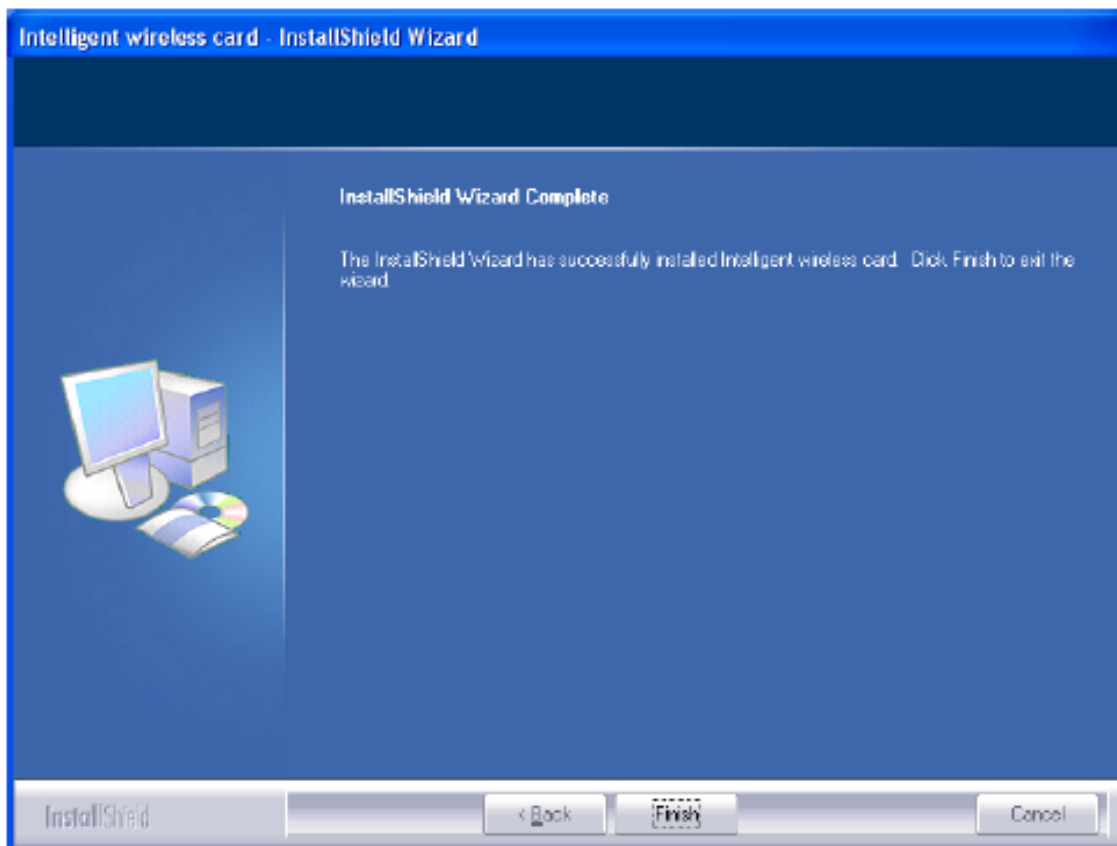 Intelligent wireless card - InstallShield Wizard
InstallShield Wizard Complete
The InstallShield Wizard has successfully installed Intelligent wireless card. Click Finish to exit the
wizard.
InstallShield
< Back
Finish
Cancel